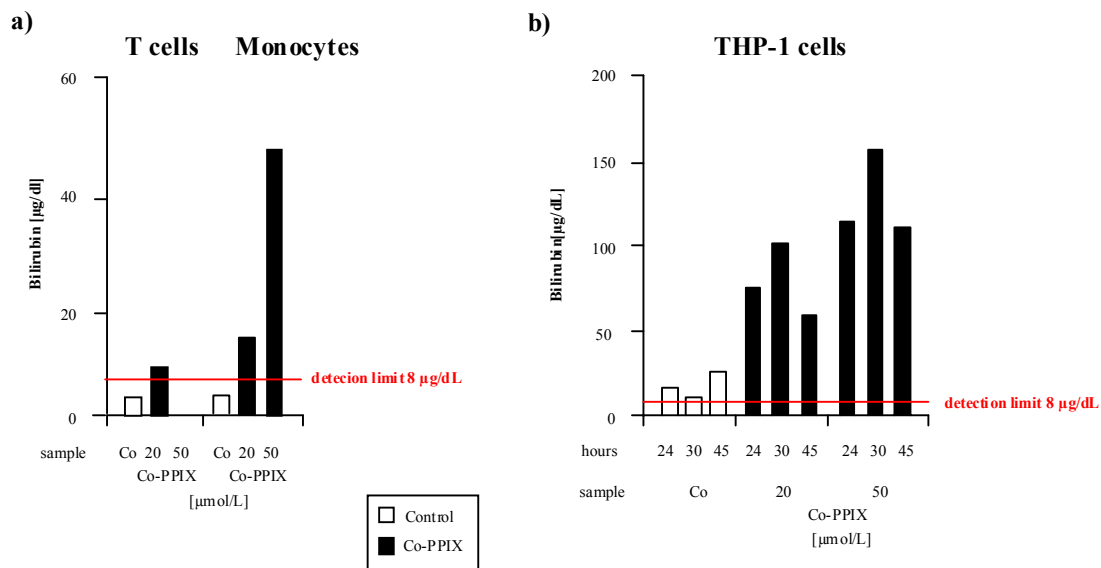 a)
T cells Monocytes
60
40
20
0
Bilirubin [µg/dl]
detecion limit 8 µg/dL
sample Co 20 50 Co 20 50
Co-PPIX Co-PPIX
[µmol/L]
Control
Co-PPIX
b)
THP-1 cells
200
150
100
50
0
Bilirubin[µg/dL]
detection limit 8 µg/dL
hours 24 30 45 24 30 45 24 30 45
sample Co 20 50
Co-PPIX
[µmol/L]